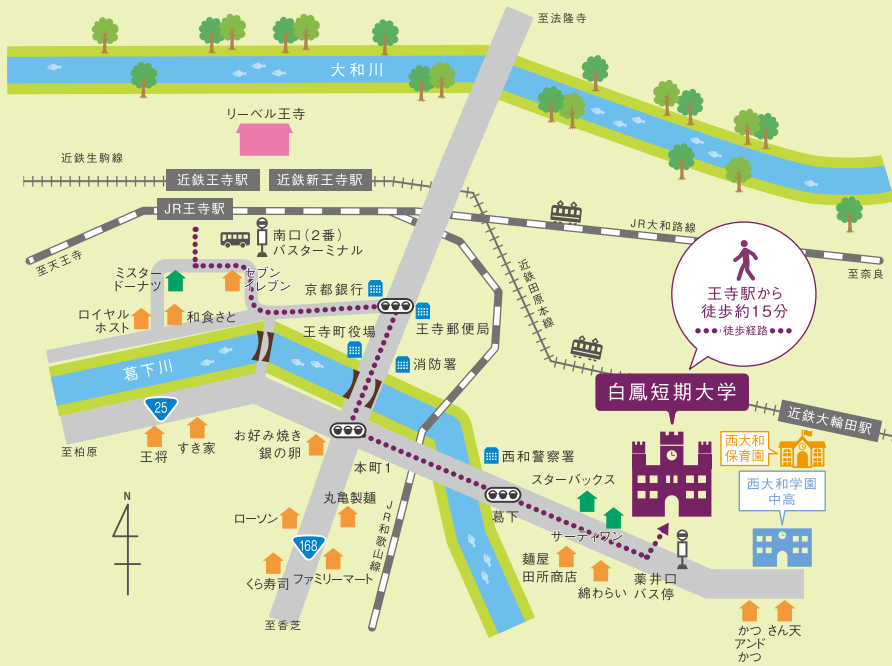 至法隆寺
大和川
リーベル王寺
近鉄生駒線
近鉄王寺駅
近鉄新王寺駅
JR王寺駅
南口(2番)
バスターミナル
JR大和路線
至天王寺
至奈良
近鉄田原本線
ミスター
ドーナツ
セブン
イレブン
京都銀行
ロイヤル
ホスト
和食さと
王寺町役場
王寺郵便局
消防署
王寺駅から
徒歩約15分
徒歩経路
葛下川
白鳳短期大学
近鉄大輪田駅
25
至柏原
王将
すき家
お好み焼き
銀の卵
本町1
西和警察署
スターバックス
西大和
保育園
西大和学園
中高
丸亀製麺
ローソン
JR和歌山線
葛下
サーティワン
N
168
くら寿司
ファミリーマート
麺屋
田所商店
綿わらい
薬井口
バス停
至香芝
かつ
アンド
かつ
さん天